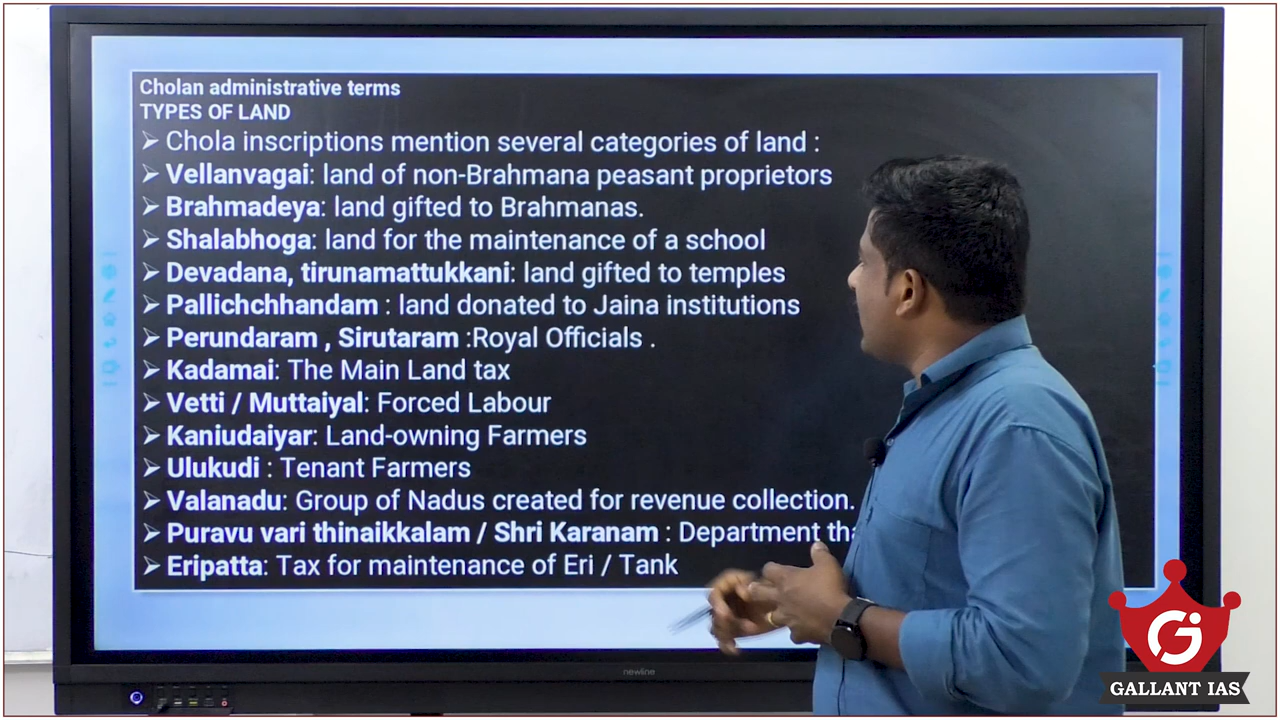 Cholan administrative terms
TYPES OF LAND
➢ Chola inscriptions mention several categories of land :
➢ Vellanvagai: land of non-Brahmana peasant proprietors
➢ Brahmadeya: land gifted to Brahmanas.
➢ Shalabhoga: land for the maintenance of a school
➢ Devadana, tirunamattukkani: land gifted to temples
➢ Pallichchhandam : land donated to Jaina institutions
➢ Perundaram , Sirutaram :Royal Officials .
➢ Kadamai: The Main Land tax
➢ Vetti / Muttaiyal: Forced Labour
➢ Kaniudaiyar: Land-owning Farmers
➢ Ulukudi : Tenant Farmers
➢ Valanadu: Group of Nadus created for revenue collection.
➢ Puravu vari thinaikkalam / Shri Karanam : Department
➢ Eripatta: Tax for maintenance of Eri / Tank
newline
GALLANT IAS